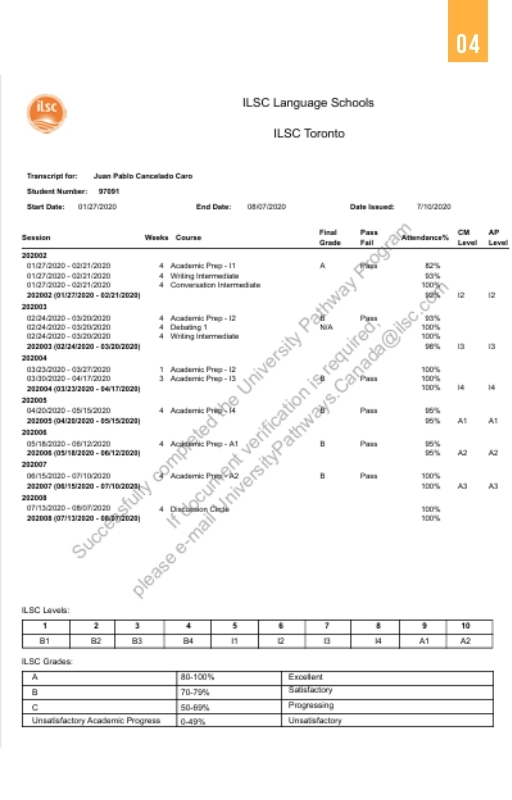 04
ilsc
ILSC Language Schools
ILSC Toronto
Transcript for: Juan Pablo Cancelado Caro
Student Number: 97091
Start Date: 01/27/2020 End Date: 08/07/2020 Date Issued: 7/10/2020
Session Weeks Course Final Grade Pass Fail Attendance% CM Level AP Level
202002
01/27/2020 - 02/21/2020 4 Academic Prep - I1 A Pass 82%
01/27/2020 - 02/21/2020 4 Writing Intermediate 93%
01/27/2020 - 02/21/2020 4 Conversation Intermediate 100%
202002 (01/27/2020 - 02/21/2020) 92% I2 I2
202003
02/24/2020 - 03/20/2020 4 Academic Prep - I2 B Pass 93%
02/24/2020 - 03/20/2020 4 Debating 1 N/A 100%
02/24/2020 - 03/20/2020 4 Writing Intermediate 100%
202003 (02/24/2020 - 03/20/2020) 98% I3 I3
202004
03/23/2020 - 03/27/2020 1 Academic Prep - I2 100%
03/30/2020 - 04/17/2020 3 Academic Prep - I3 B Pass 100%
202004 (03/23/2020 - 04/17/2020) 100% I4 I4
202005
04/20/2020 - 05/15/2020 4 Academic Prep - I4 B Pass 95%
202005 (04/20/2020 - 05/15/2020) 95% A1 A1
202006
05/18/2020 - 06/12/2020 4 Academic Prep - A1 B Pass 95%
202006 (05/18/2020 - 06/12/2020) 95% A2 A2
202007
06/15/2020 - 07/10/2020 4 Academic Prep - A2 B Pass 100%
202007 (06/15/2020 - 07/10/2020) 100% A3 A3
202008
07/13/2020 - 08/07/2020 4 Discussion Circle 100%
202008 (07/13/2020 - 08/07/2020) 100%
Successfully completed the University Pathway Program
If document verification is required,
please e-mail UniversityPathways.Canada@ilsc.com
ILSC Levels:
1 2 3 4 5 6 7 8 9 10
B1 B2 B3 B4 I1 I2 I3 I4 A1 A2
ILSC Grades:
A 80-100% Excellent
B 70-79% Satisfactory
C 50-69% Progressing
Unsatisfactory Academic Progress 0-49% Unsatisfactory